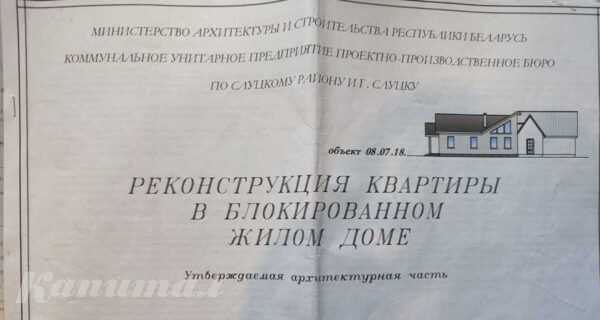 МИНИСТЕРСТВО АРХИТЕКТУРЫ И СТРОИТЕЛЬСТВА РЕСПУБЛИКИ БЕЛАРУСЬ
КОММУНАЛЬНОЕ УНИТАРНОЕ ПРЕДПРИЯТИЕ ПРОЕКТНО-ПРОИЗВОДСТВЕННОЕ БЮРО
ПО СЛУЦКОМУ РАЙОНУ И Г. СЛУЦКУ
объект 08.07.18.
РЕКОНСТРУКЦИЯ КВАРТИРЫ
В БЛОКИРОВАННОМ
ЖИЛОМ ДОМЕ
Утверждаемая архитектурная часть
Капитал